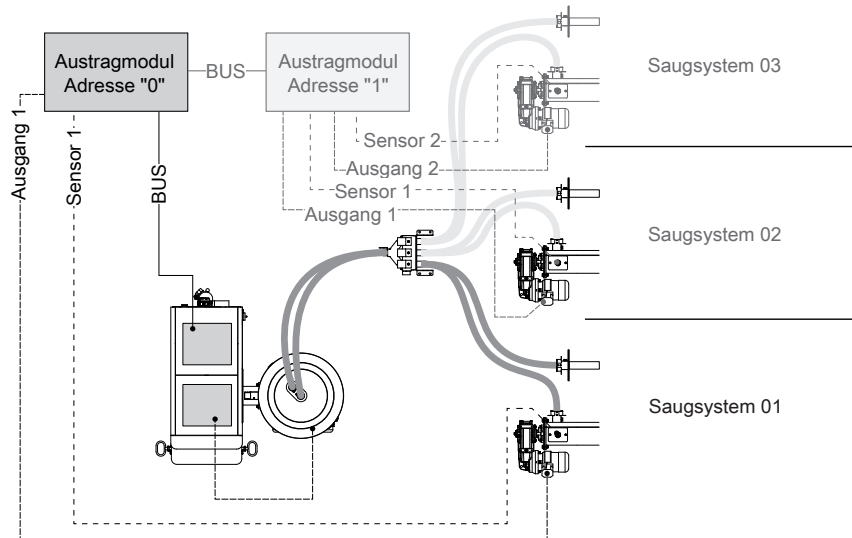 Austragmodul
Adresse "0"
BUS
Austragmodul
Adresse "1"
Saugsystem 03
Ausgang 1
Sensor 1
BUS
Sensor 2
Ausgang 2
Sensor 1
Ausgang 1
Saugsystem 02
Saugsystem 01